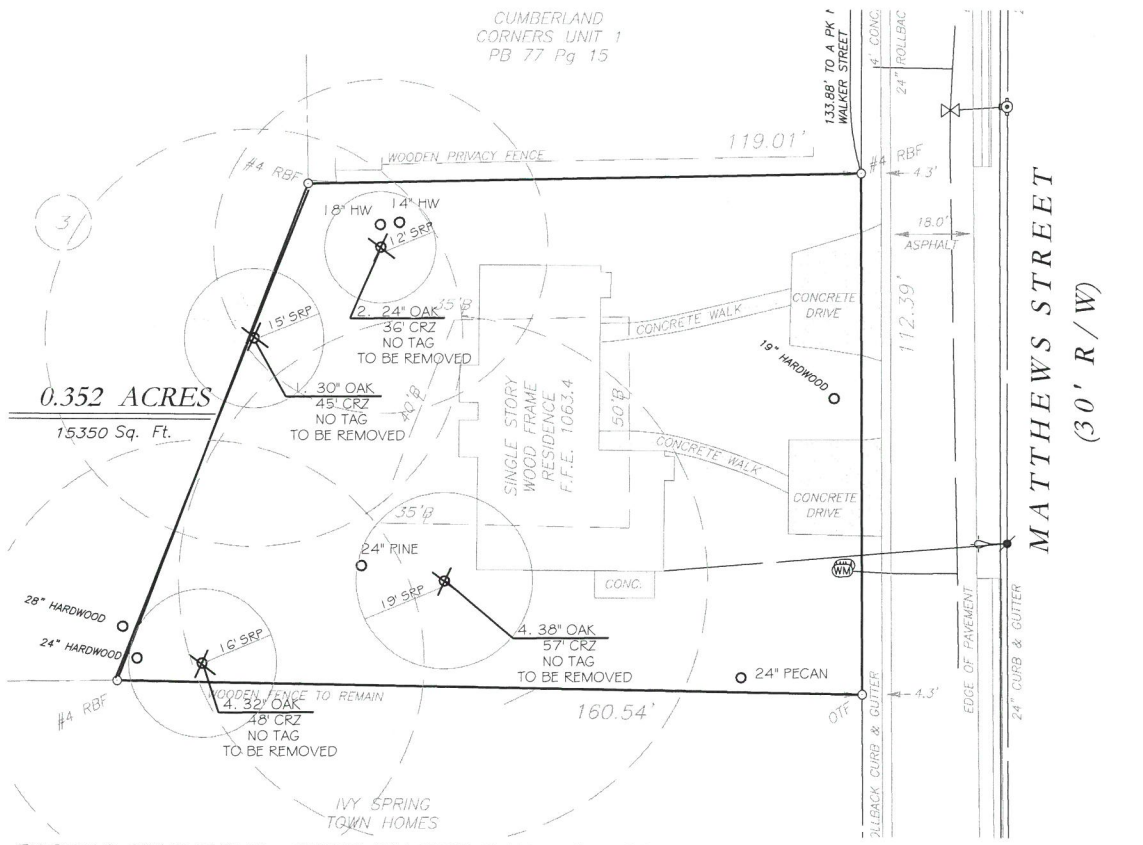 CUMBERLAND
CORNERS UNIT 1
PB 77 Pg 15
133.88' TO A PK
WALKER STREET
4' CONC.
24" ROLLBAC
119.01'
WOODEN PRIVACY FENCE
#4 RBF
#4 RBF
4.3'
3
18" HW
14" HW
12' SRP
18.0'
ASPHALT
MATTHEWS STREET
(30' R/W)
15' SRP
35'B
2. 24" OAK
36' CRZ
NO TAG
TO BE REMOVED
CONCRETE WALK
CONCRETE
DRIVE
112.39'
19" HARDWOOD
0.352 ACRES
15350 Sq. Ft.
1. 30" OAK
45' CRZ
NO TAG
TO BE REMOVED
40'B
SINGLE STORY
WOOD FRAME
RESIDENCE
F.F.E. 1063.4
50'B
CONCRETE WALK
CONCRETE
DRIVE
35'B
24" PINE
WM
CONC.
19' SRP
28" HARDWOOD
24" HARDWOOD
16' SRP
4. 38" OAK
57' CRZ
NO TAG
TO BE REMOVED
24" PECAN
EDGE OF PAVEMENT
24" CURB & GUTTER
4.3'
#4 RBF
WOODEN FENCE TO REMAIN
4. 32" OAK
48' CRZ
NO TAG
TO BE REMOVED
160.54'
OTF
OLLBACK CURB & GUTTER
IVY SPRING
TOWN HOMES